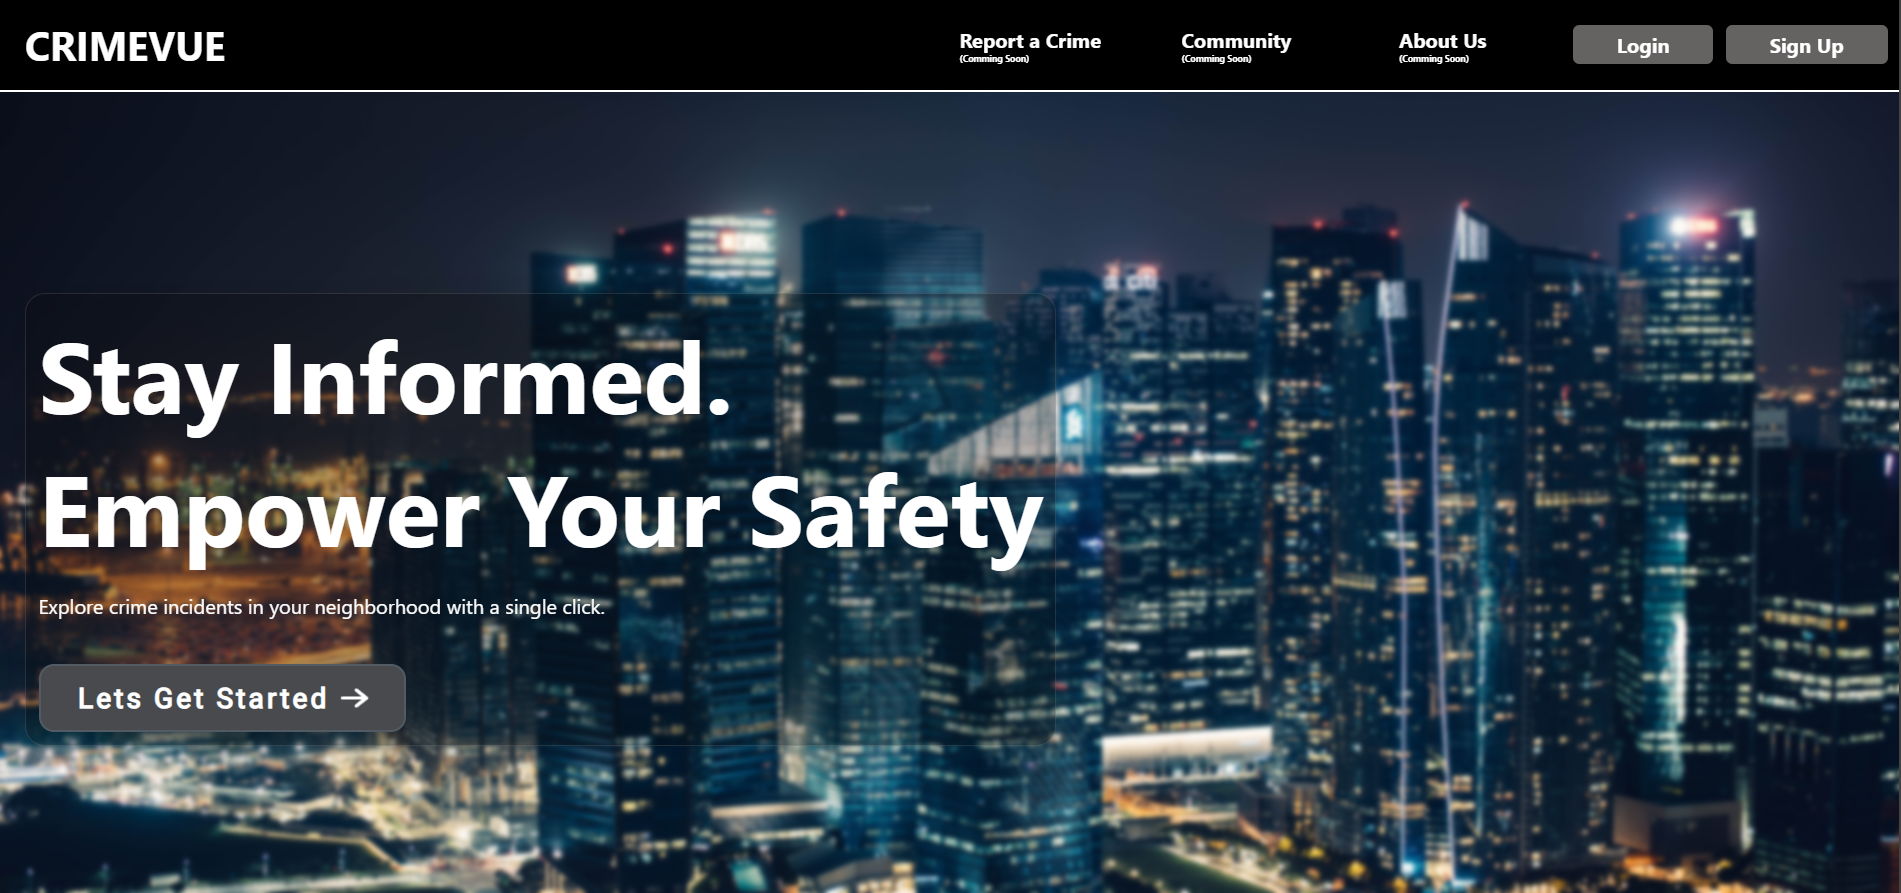 CRIMEVUE
Report a Crime
(Comming Soon)
Community
(Comming Soon)
About Us
(Comming Soon)
Login
Sign Up
Stay Informed.
Empower Your Safety
Explore crime incidents in your neighborhood with a single click.
Lets Get Started →